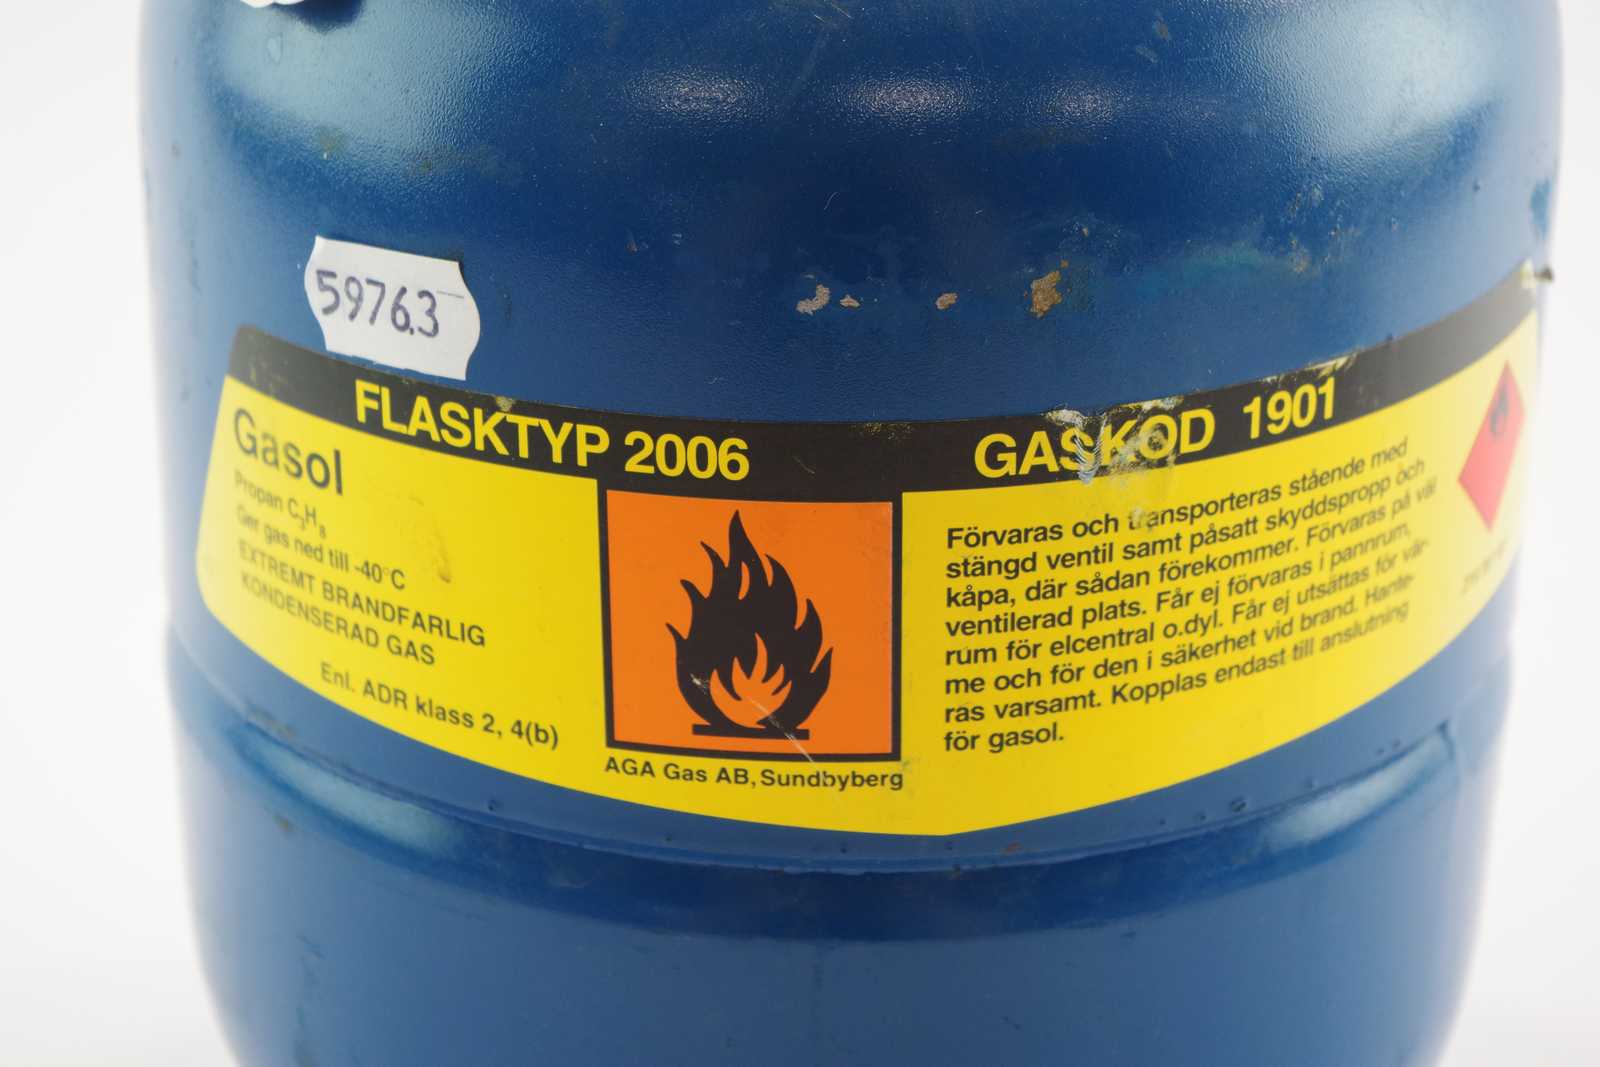 59763
FLASKTYP 2006
GASKOD 1901
Gasol
Propan C₃H₈
Ger gas ned till -40°C
EXTREMT BRANDFARLIG
KONDENSERAD GAS
Enl. ADR klass 2, 4(b)
AGA Gas AB, Sundbyberg
Förvaras och transporteras stående med
stängd ventil samt påsatt skyddspropp och
kåpa, där sådan förekommer. Förvaras på väl
ventilerad plats. Får ej förvaras i pannrum,
rum för elcentral o.dyl. Får ej utsättas för vär-
me och för den i säkerhet vid brand. Hante-
ras varsamt. Kopplas endast till anslutning
för gasol.